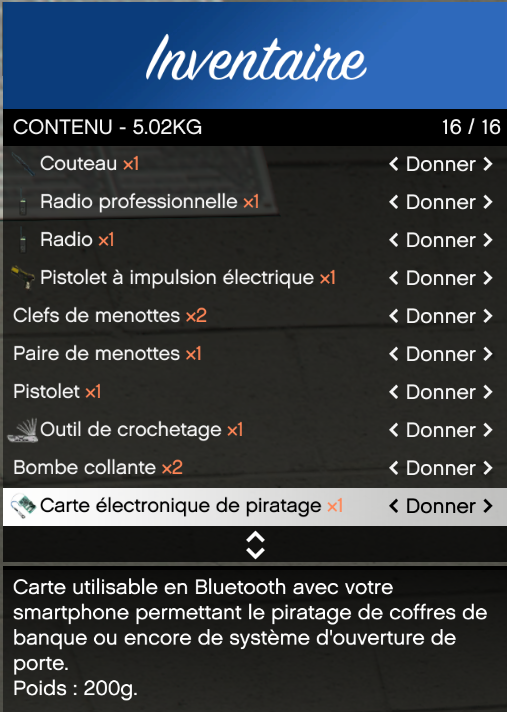 Inventaire
CONTENU - 5.02KG 16 / 16
Couteau x1 < Donner >
Radio professionnelle x1 < Donner >
Radio x1 < Donner >
Pistolet à impulsion électrique x1 < Donner >
Clefs de menottes x2 < Donner >
Paire de menottes x1 < Donner >
Pistolet x1 < Donner >
Outil de crochetage x1 < Donner >
Bombe collante x2 < Donner >
Carte électronique de piratage x1 < Donner >
Carte utilisable en Bluetooth avec votre
smartphone permettant le piratage de coffres de
banque ou encore de système d'ouverture de
porte.
Poids : 200g.